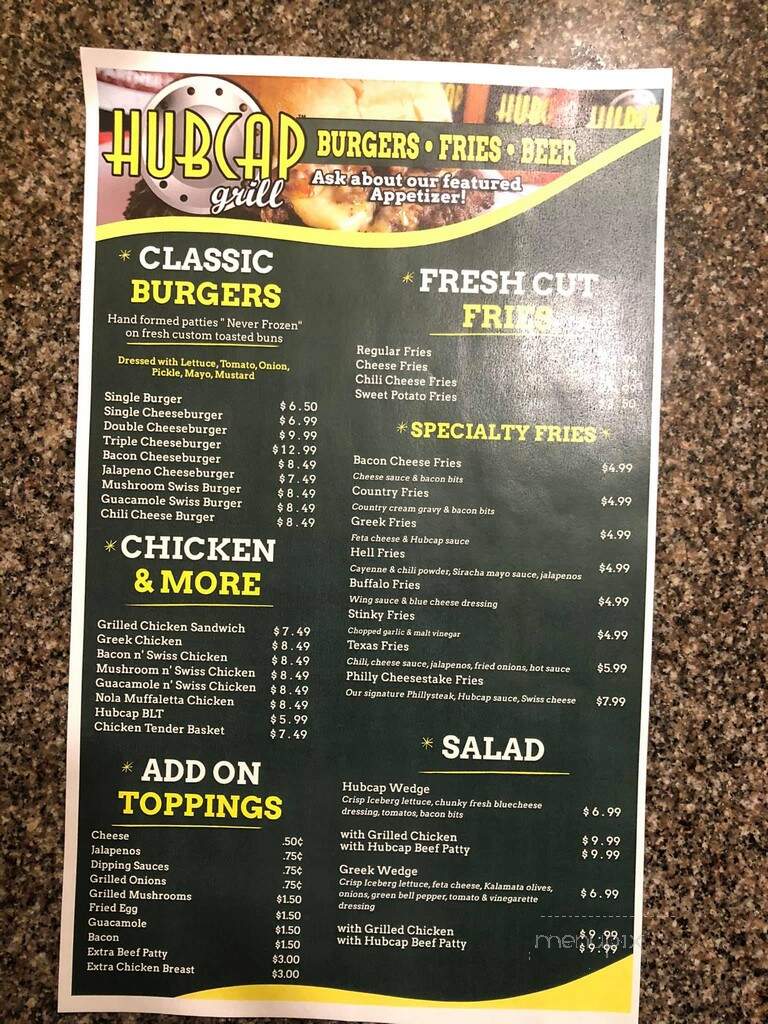 HUBCAP grill
BURGERS • FRIES • BEER
Ask about our featured
Appetizer!
* CLASSIC
BURGERS
Hand formed patties " Never Frozen"
on fresh custom toasted buns
Dressed with Lettuce, Tomato, Onion,
Pickle, Mayo, Mustard
Single Burger $6.50
Single Cheeseburger $6.99
Double Cheeseburger $9.99
Triple Cheeseburger $12.99
Bacon Cheeseburger $8.49
Jalapeno Cheeseburger $7.49
Mushroom Swiss Burger $8.49
Guacamole Swiss Burger $8.49
Chili Cheese Burger $8.49
* CHICKEN
& MORE
Grilled Chicken Sandwich $7.49
Greek Chicken $8.49
Bacon n' Swiss Chicken $8.49
Mushroom n' Swiss Chicken $8.49
Guacamole n' Swiss Chicken $8.49
Nola Muffaletta Chicken $8.49
Hubcap BLT $5.99
Chicken Tender Basket $7.49
* ADD ON
TOPPINGS
Cheese .50¢
Jalapenos .75¢
Dipping Sauces .75¢
Grilled Onions .75¢
Grilled Mushrooms $1.50
Fried Egg $1.50
Guacamole $1.50
Bacon $1.50
Extra Beef Patty $3.00
Extra Chicken Breast $3.00
* FRESH CUT
FRIES
Regular Fries
Cheese Fries
Chili Cheese Fries
Sweet Potato Fries
* SPECIALTY FRIES *
Bacon Cheese Fries $4.99
Cheese sauce & bacon bits
Country Fries $4.99
Country cream gravy & bacon bits
Greek Fries $4.99
Feta cheese & Hubcap sauce
Hell Fries $4.99
Cayenne & chili powder, Siracha mayo sauce, jalapenos
Buffalo Fries $4.99
Wing sauce & blue cheese dressing
Stinky Fries $4.99
Chopped garlic & malt vinegar
Texas Fries $5.99
Chili, cheese sauce, jalapenos, fried onions, hot sauce
Philly Cheesestake Fries $7.99
Our signature Phillysteak, Hubcap sauce, Swiss cheese
* SALAD
Hubcap Wedge
Crisp Iceberg lettuce, chunky fresh bluecheese
dressing, tomatos, bacon bits $6.99
with Grilled Chicken $9.99
with Hubcap Beef Patty $9.99
Greek Wedge
Crisp Iceberg lettuce, feta cheese, Kalamata olives,
onions, green bell pepper, tomato & vinegarette $6.99
dressing
with Grilled Chicken $9.99
with Hubcap Beef Patty $9.99